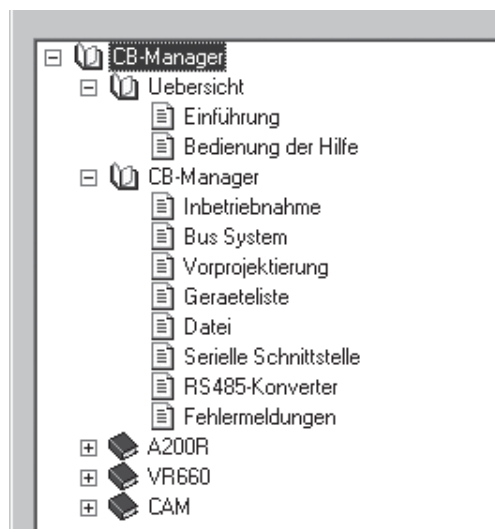 CB-Manager
Uebersicht
Einführung
Bedienung der Hilfe
CB-Manager
Inbetriebnahme
Bus System
Vorprojektierung
Geraeteliste
Datei
Serielle Schnittstelle
RS485-Konverter
Fehlermeldungen
A200R
VR660
CAM